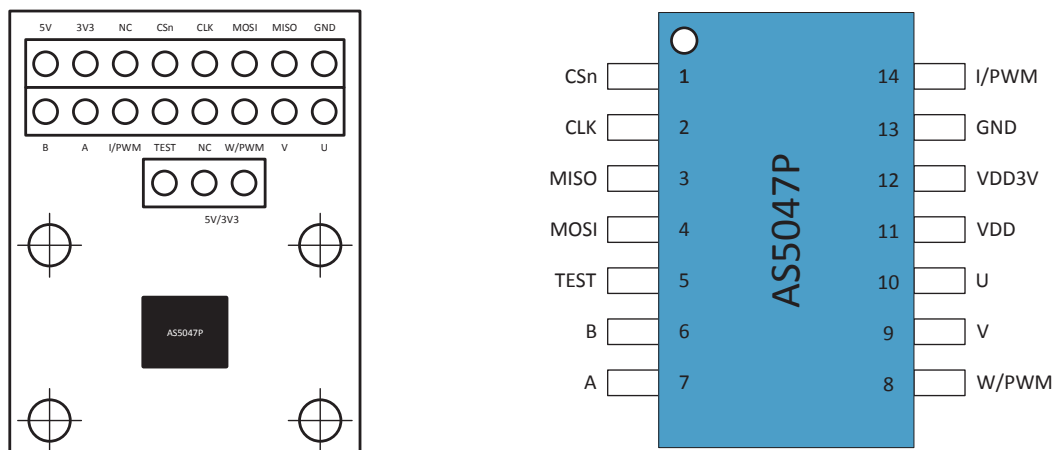 5V 3V3 NC CSn CLK MOSI MISO GND
B A I/PWM TEST NC W/PWM V U
5V/3V3
AS5047P
CSn 1 14 I/PWM
CLK 2 13 GND
MISO 3 12 VDD3V
MOSI 4 11 VDD
TEST 5 10 U
B 6 9 V
A 7 8 W/PWM
AS5047P